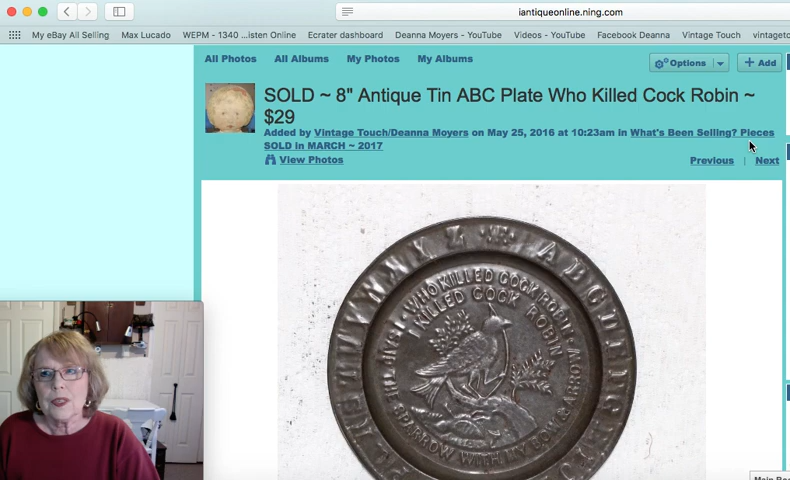 iantiqueonline.ning.com
My eBay All Selling Max Lucado WEPM - 1340 ...isten Online Ecrater dashboard Deanna Moyers - YouTube Videos - YouTube Facebook Deanna Vintage Touch vintageto
All Photos All Albums My Photos My Albums
Options + Add
SOLD ~ 8" Antique Tin ABC Plate Who Killed Cock Robin ~
$29
Added by Vintage Touch/Deanna Moyers on May 25, 2016 at 10:23am in What's Been Selling? Pieces
SOLD in MARCH ~ 2017
View Photos
Previous | Next
WHO KILLED COCK ROBIN
I KILLED COCK ROBIN
SAID THE SPARROW WITH MY BOW & ARROW